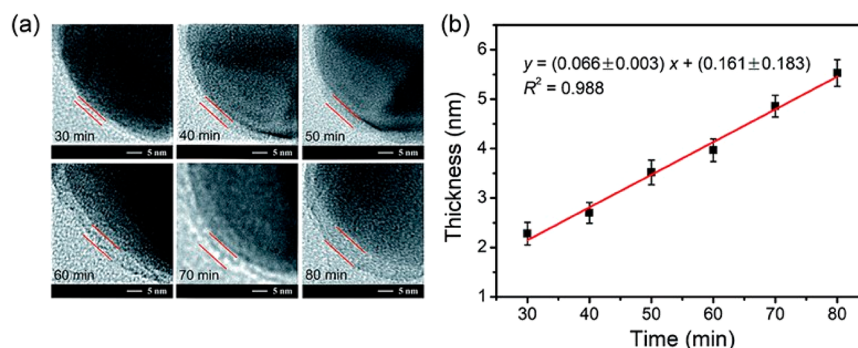 (a)
30 min
5 nm
40 min
5 nm
50 min
5 nm
60 min
5 nm
70 min
5 nm
80 min
5 nm
(b)
y = (0.066±0.003) x + (0.161±0.183)
R² = 0.988
Thickness (nm)
6
5
4
3
2
1
30 40 50 60 70 80
Time (min)